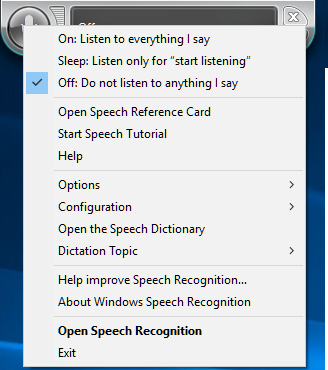 Off
On: Listen to everything I say
Sleep: Listen only for “start listening”
Off: Do not listen to anything I say
Open Speech Reference Card
Start Speech Tutorial
Help
Options
Configuration
Open the Speech Dictionary
Dictation Topic
Help improve Speech Recognition...
About Windows Speech Recognition
Open Speech Recognition
Exit